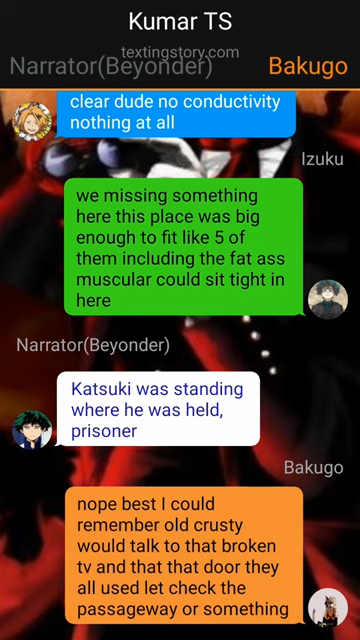 Kumar TS
textingstory.com
Narrator(Beyonder)
Bakugo
clear dude no conductivity
nothing at all
Izuku
we missing something
here this place was big
enough to fit like 5 of
them including the fat ass
muscular could sit tight in
here
Narrator(Beyonder)
Katsuki was standing
where he was held,
prisoner
Bakugo
nope best I could
remember old crusty
would talk to that broken
tv and that that door they
all used let check the
passageway or something